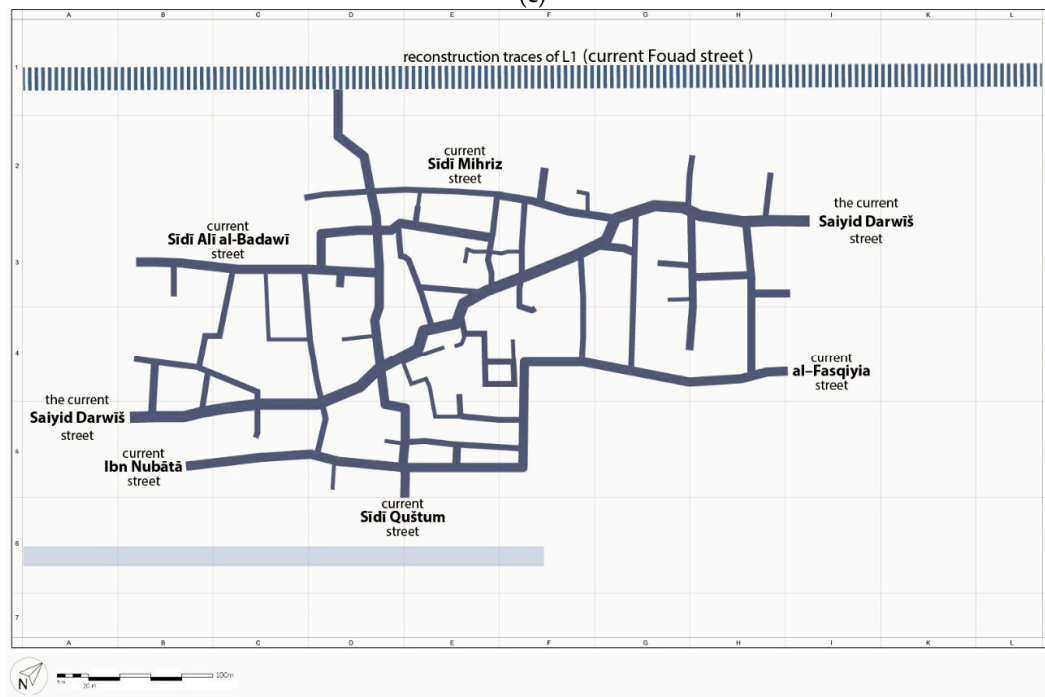 (c)
A B C D E F G H I J K L
1
reconstruction traces of L1 (current Fouad street )
2
current
Sīdī Mihriz
street
the current
Saiyid Darwīš
street
current
Sīdī Alī al-Badawī
street
3
4
current
al–Fasqiyia
street
the current
Saiyid Darwīš
street
current
Ibn Nubātā
street
5
current
Sīdī Quštum
street
6
7
A B C D E F G H I K L
N
20 m
100m